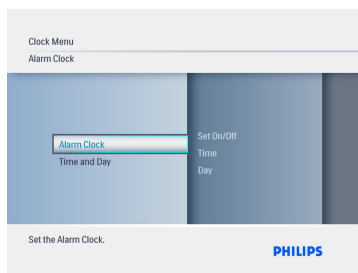 Clock Menu
Alarm Clock
Alarm Clock
Time and Day
Set On/Off
Time
Day
Set the Alarm Clock.
PHILIPS